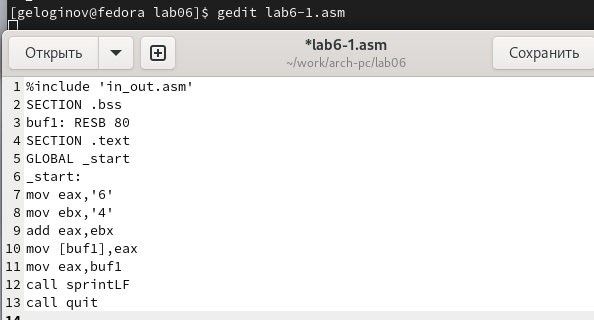 [geloginov@fedora lab06]$ gedit lab6-1.asm
Открыть
*lab6-1.asm
~/work/arch-pc/lab06
Сохранить
1 %include 'in_out.asm'
2 SECTION .bss
3 buf1: RESB 80
4 SECTION .text
5 GLOBAL _start
6 _start:
7 mov eax,'6'
8 mov ebx,'4'
9 add eax,ebx
10 mov [buf1],eax
11 mov eax,buf1
12 call sprintLF
13 call quit
14